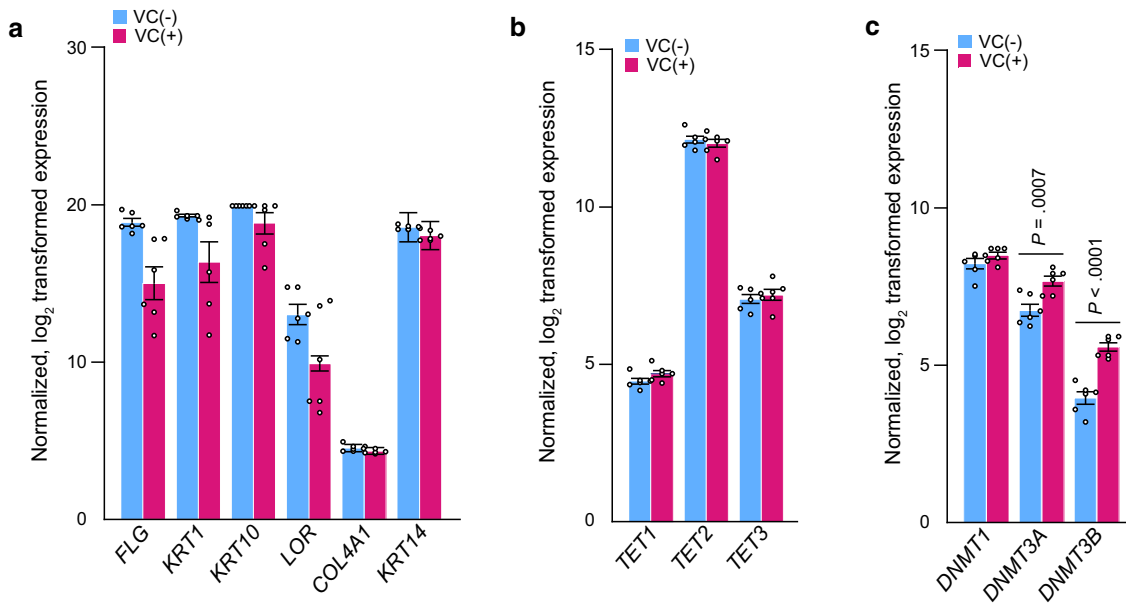 a
VC(-)
VC(+)
Normalized, log2 transformed expression
30
20
10
0
FLG
KRT1
KRT10
LOR
COL4A1
KRT14
b
VC(-)
VC(+)
Normalized, log2 transformed expression
15
10
5
0
TET1
TET2
TET3
c
VC(-)
VC(+)
Normalized, log2 transformed expression
15
10
5
0
P = .0007
P < .0001
DNMT1
DNMT3A
DNMT3B